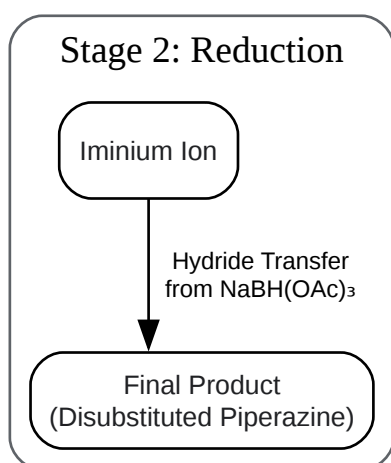 Stage 2: Reduction
Iminium Ion
Hydride Transfer
from NaBH(OAc)₃
Final Product
(Disubstituted Piperazine)